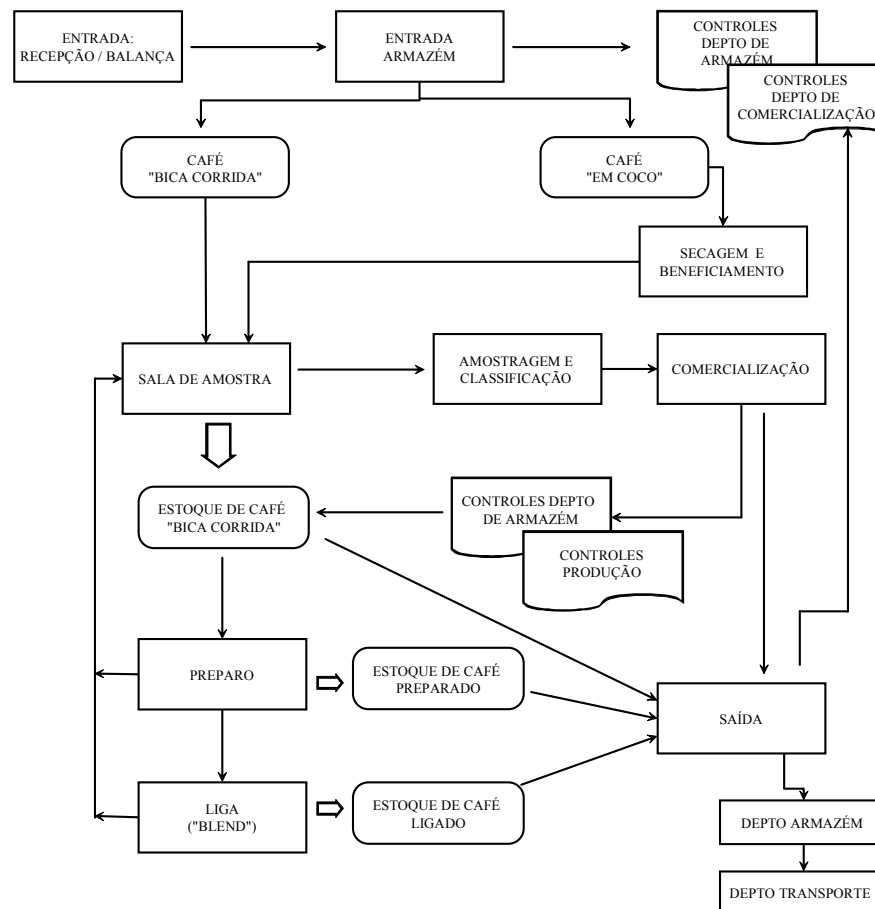 ENTRADA:
RECEPÇÃO / BALANÇA
ENTRADA
ARMAZÉM
CONTROLES
DEPTO DE
ARMAZÉM
CONTROLES
DEPTO DE
COMERCIALIZAÇÃO
CAFÉ
"BICA CORRIDA"
CAFÉ
"EM COCO"
SECAGEM E
BENEFICIAMENTO
SALA DE AMOSTRA
AMOSTRAGEM E
CLASSIFICAÇÃO
COMERCIALIZAÇÃO
ESTOQUE DE CAFÉ
"BICA CORRIDA"
CONTROLES DEPTO
DE ARMAZÉM
CONTROLES
PRODUÇÃO
PREPARO
ESTOQUE DE CAFÉ
PREPARADO
SAÍDA
LIGA
("BLEND")
ESTOQUE DE CAFÉ
LIGADO
DEPTO ARMAZÉM
DEPTO TRANSPORTE